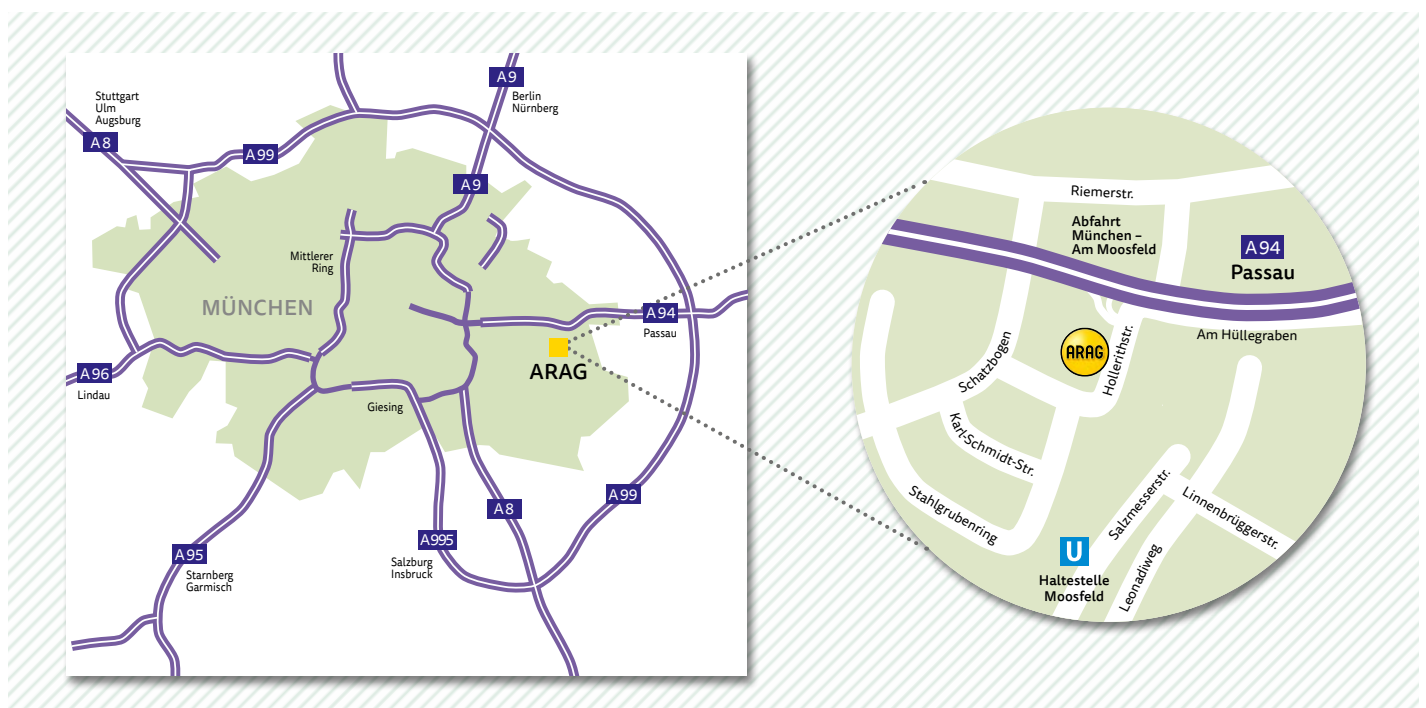 A9
Berlin
Nürnberg
Stuttgart
Ulm
Augsburg
A8
A99
A9
Mittlerer
Ring
MÜNCHEN
A94
Passau
ARAG
A96
Lindau
Giesing
A99
A8
A995
Salzburg
Insbruck
A95
Starnberg
Garmisch
Riemerstr.
Abfahrt
München –
Am Moosfeld
A94
Passau
Am Hüllegraben
ARAG
Hollerithstr.
Schatzbogen
Karl-Schmidt-Str.
Stahlgrubenring
Salzmesserstr.
Linnenbrüggerstr.
Leonadiweg
U
Haltestelle
Moosfeld